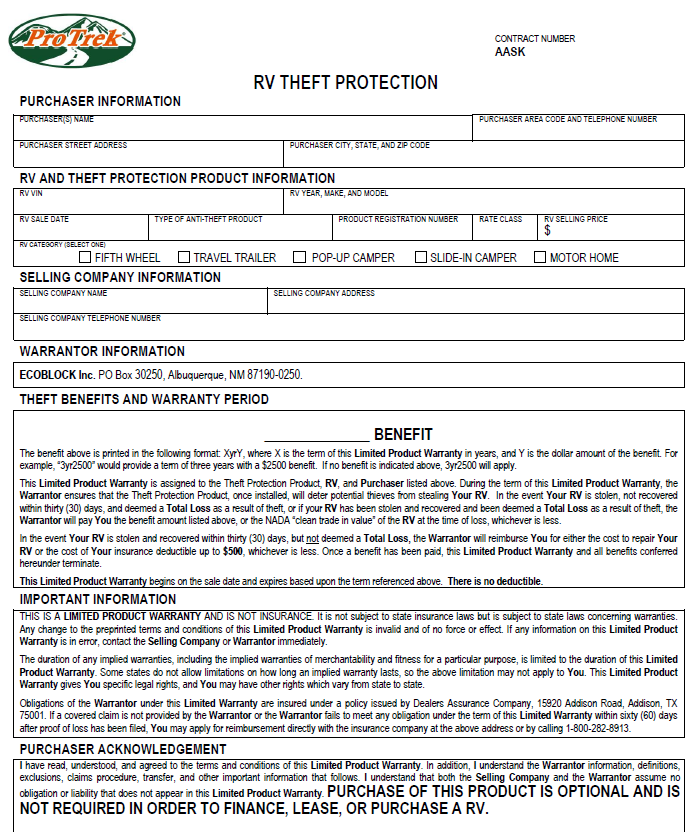 ProTrek®
CONTRACT NUMBER
AASK
RV THEFT PROTECTION
PURCHASER INFORMATION
PURCHASER(S) NAME
PURCHASER AREA CODE AND TELEPHONE NUMBER
PURCHASER STREET ADDRESS
PURCHASER CITY, STATE, AND ZIP CODE
RV AND THEFT PROTECTION PRODUCT INFORMATION
RV VIN
RV YEAR, MAKE, AND MODEL
RV SALE DATE
TYPE OF ANTI-THEFT PRODUCT
PRODUCT REGISTRATION NUMBER
RATE CLASS
RV SELLING PRICE
$
RV CATEGORY (SELECT ONE)
FIFTH WHEEL TRAVEL TRAILER POP-UP CAMPER SLIDE-IN CAMPER MOTOR HOME
SELLING COMPANY INFORMATION
SELLING COMPANY NAME
SELLING COMPANY ADDRESS
SELLING COMPANY TELEPHONE NUMBER
WARRANTOR INFORMATION
ECOBLOCK Inc. PO Box 30250, Albuquerque, NM 87190-0250.
THEFT BENEFITS AND WARRANTY PERIOD
____________ BENEFIT
The benefit above is printed in the following format: XyrY, where X is the term of this Limited Product Warranty in years, and Y is the dollar amount of the benefit. For
example, “3yr2500” would provide a term of three years with a $2500 benefit. If no benefit is indicated above, 3yr2500 will apply.
This Limited Product Warranty is assigned to the Theft Protection Product, RV, and Purchaser listed above. During the term of this Limited Product Warranty, the
Warrantor ensures that the Theft Protection Product, once installed, will deter potential thieves from stealing Your RV. In the event Your RV is stolen, not recovered
within thirty (30) days, and deemed a Total Loss as a result of theft, or if your RV has been stolen and recovered and been deemed a Total Loss as a result of theft, the
Warrantor will pay You the benefit amount listed above, or the NADA “clean trade in value” of the RV at the time of loss, whichever is less.
In the event Your RV is stolen and recovered within thirty (30) days, but not deemed a Total Loss, the Warrantor will reimburse You for either the cost to repair Your
RV or the cost of Your insurance deductible up to $500, whichever is less. Once a benefit has been paid, this Limited Product Warranty and all benefits conferred
hereunder terminate.
This Limited Product Warranty begins on the sale date and expires based upon the term referenced above. There is no deductible.
IMPORTANT INFORMATION
THIS IS A LIMITED PRODUCT WARRANTY AND IS NOT INSURANCE. It is not subject to state insurance laws but is subject to state laws concerning warranties.
Any change to the preprinted terms and conditions of this Limited Product Warranty is invalid and of no force or effect. If any information on this Limited Product
Warranty is in error, contact the Selling Company or Warrantor immediately.
The duration of any implied warranties, including the implied warranties of merchantability and fitness for a particular purpose, is limited to the duration of this Limited
Product Warranty. Some states do not allow limitations on how long an implied warranty lasts, so the above limitation may not apply to You. This Limited Product
Warranty gives You specific legal rights, and You may have other rights which vary from state to state.
Obligations of the Warrantor under this Limited Warranty are insured under a policy issued by Dealers Assurance Company, 15920 Addison Road, Addison, TX
75001. If a covered claim is not provided by the Warrantor or the Warrantor fails to meet any obligation under the term of this Limited Warranty within sixty (60) days
after proof of loss has been filed, You may apply for reimbursement directly with the insurance company at the above address or by calling 1-800-282-8913.
PURCHASER ACKNOWLEDGEMENT
I have read, understood, and agreed to the terms and conditions of this Limited Product Warranty. In addition, I understand the Warrantor information, definitions,
exclusions, claims procedure, transfer, and other important information that follows. I understand that both the Selling Company and the Warrantor assume no
obligation or liability that does not appear in this Limited Product Warranty. PURCHASE OF THIS PRODUCT IS OPTIONAL AND IS
NOT REQUIRED IN ORDER TO FINANCE, LEASE, OR PURCHASE A RV.